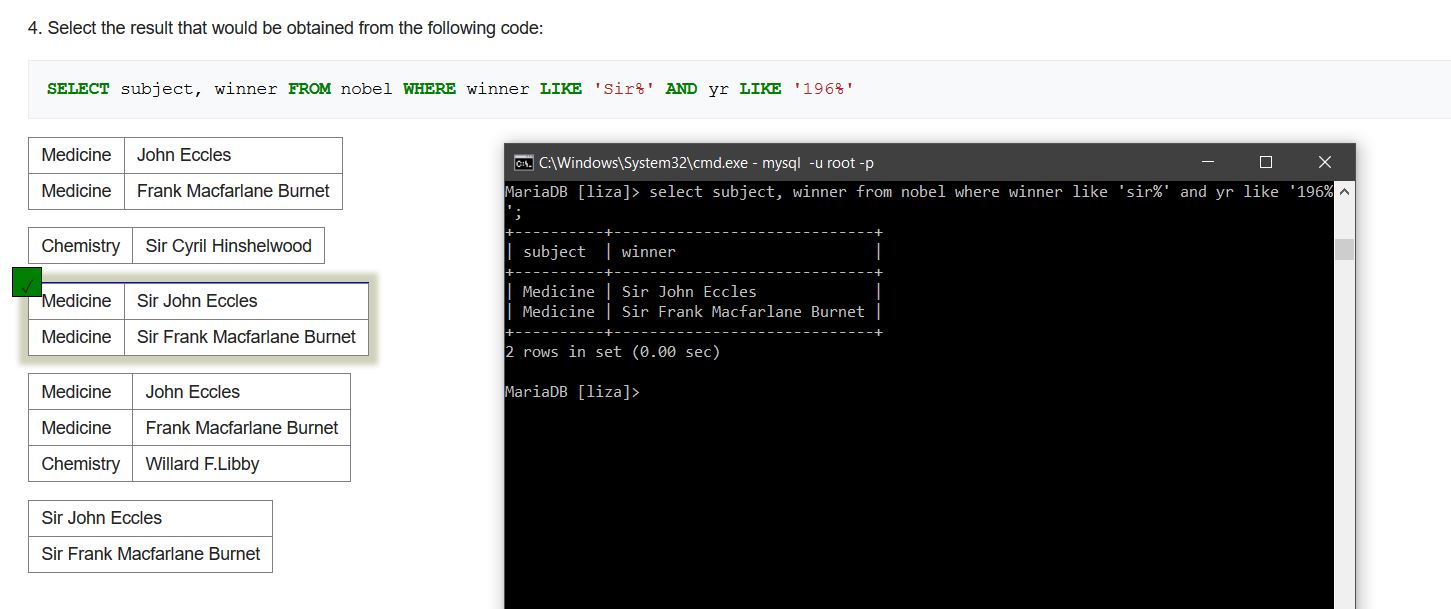 4. Select the result that would be obtained from the following code:
SELECT subject, winner FROM nobel WHERE winner LIKE 'Sir%' AND yr LIKE '196%'
Medicine John Eccles
Medicine Frank Macfarlane Burnet
Chemistry Sir Cyril Hinshelwood
Medicine Sir John Eccles
Medicine Sir Frank Macfarlane Burnet
Medicine John Eccles
Medicine Frank Macfarlane Burnet
Chemistry Willard F.Libby
Sir John Eccles
Sir Frank Macfarlane Burnet
C:\Windows\System32\cmd.exe - mysql -u root -p
MariaDB [liza]> select subject, winner from nobel where winner like 'sir%' and yr like '196%
';
+----------+-----------------------------+
| subject | winner |
+----------+-----------------------------+
| Medicine | Sir John Eccles |
| Medicine | Sir Frank Macfarlane Burnet |
+----------+-----------------------------+
2 rows in set (0.00 sec)
MariaDB [liza]>